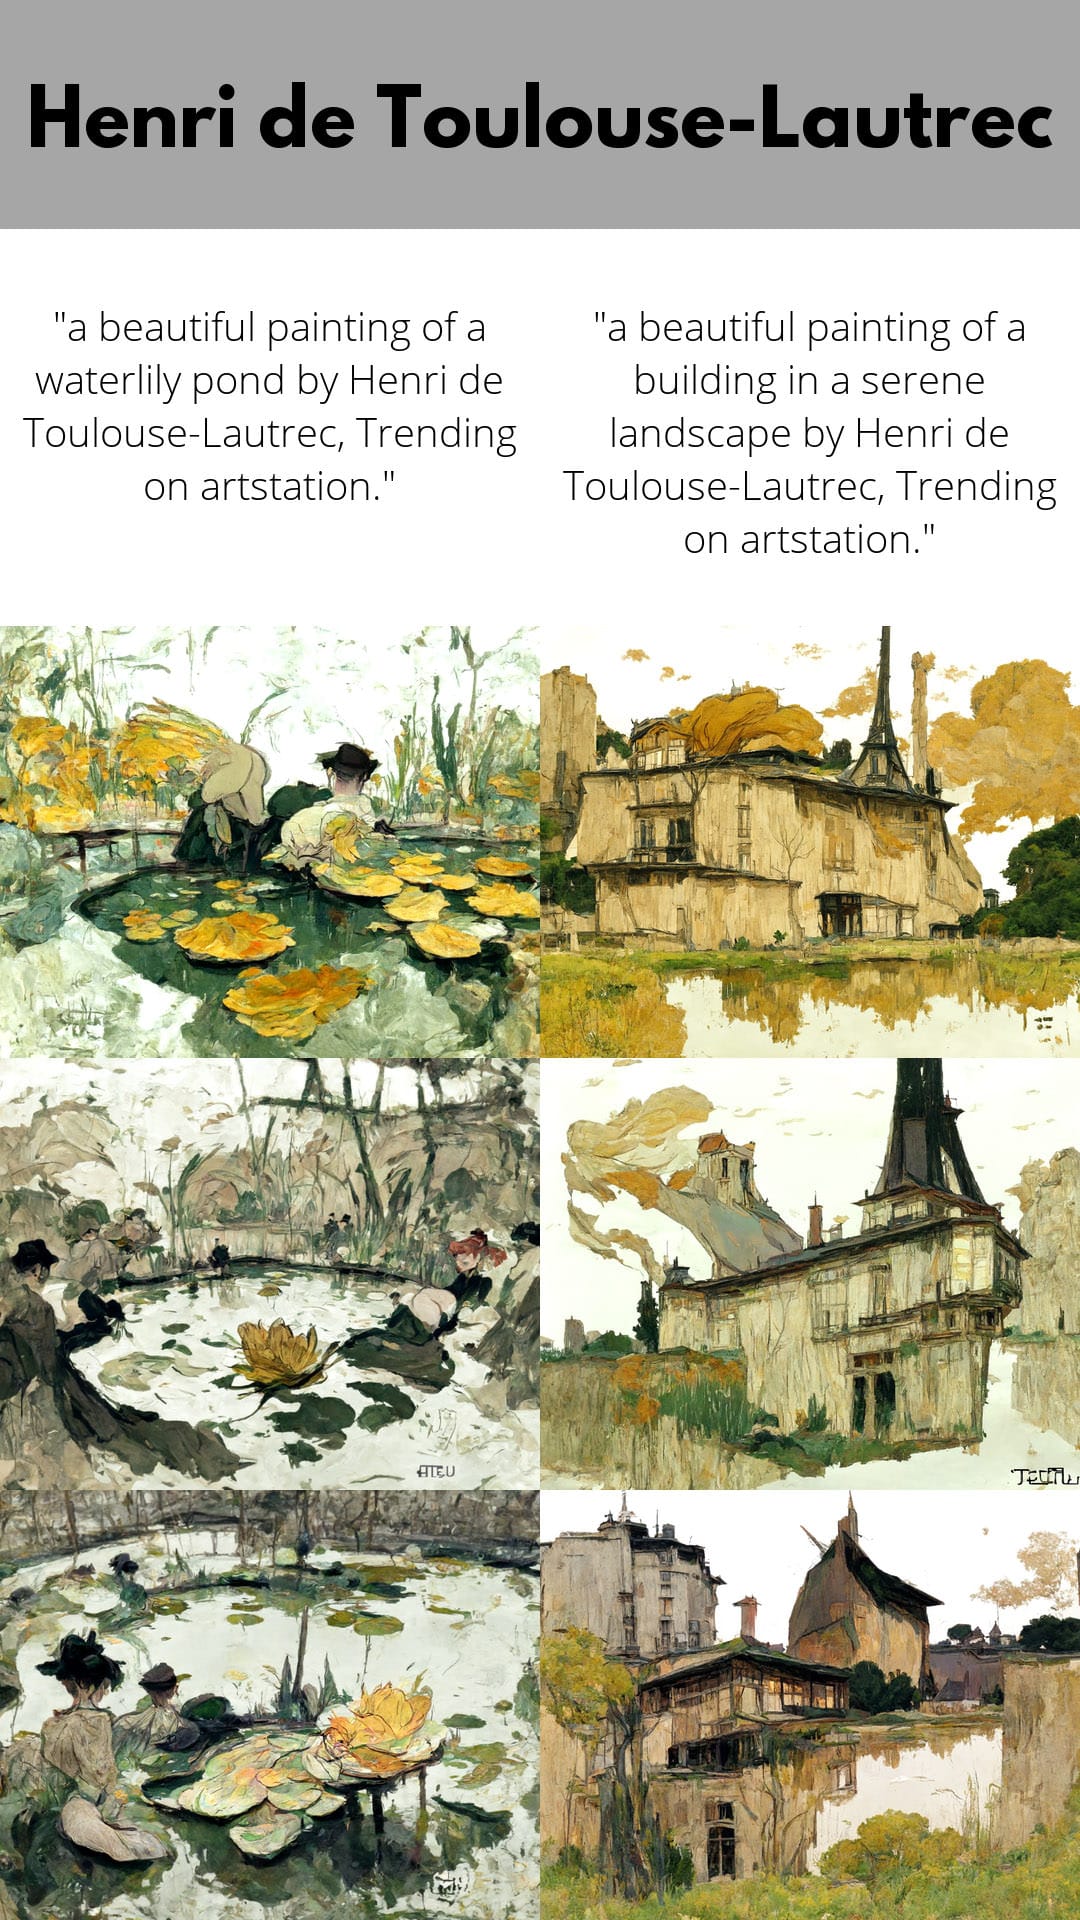 Henri de Toulouse-Lautrec
"a beautiful painting of a
waterlily pond by Henri de
Toulouse-Lautrec, Trending
on artstation."
"a beautiful painting of a
building in a serene
landscape by Henri de
Toulouse-Lautrec, Trending
on artstation."